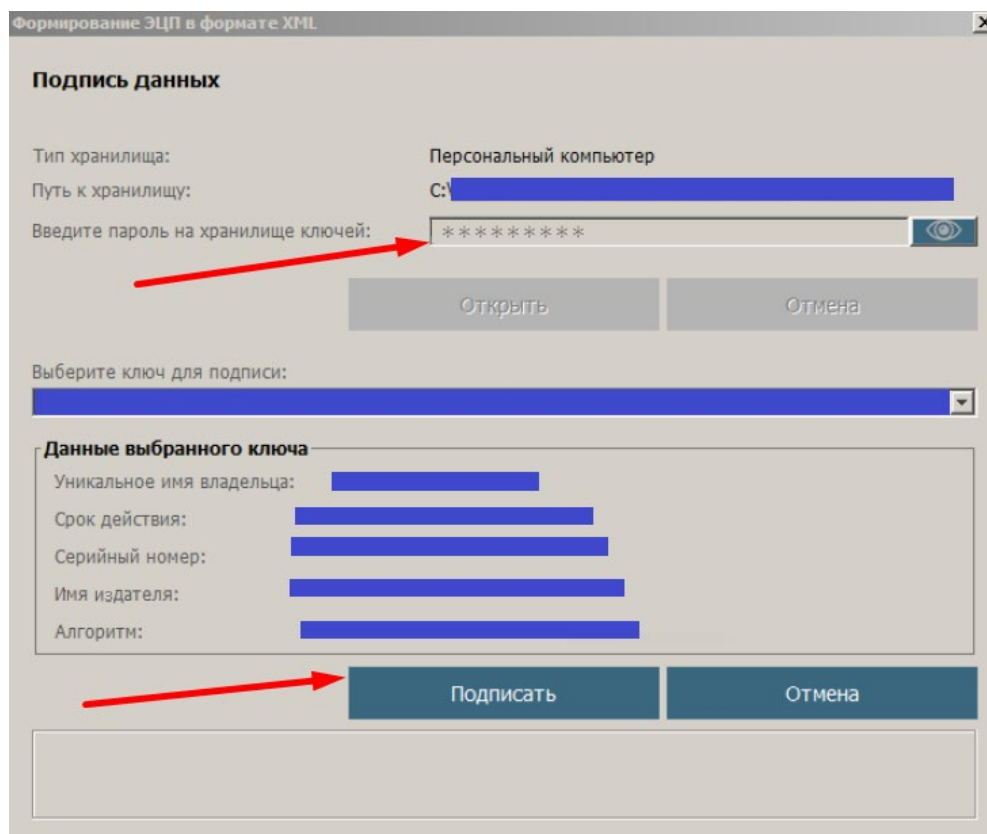 Формирование ЭЦП в формате XML
Подпись данных
Тип хранилища: Персональный компьютер
Путь к хранилищу: C:\
Введите пароль на хранилище ключей: *********
Открыть Отмена
Выберите ключ для подписи:
Данные выбранного ключа
Уникальное имя владельца:
Срок действия:
Серийный номер:
Имя издателя:
Алгоритм:
Подписать Отмена